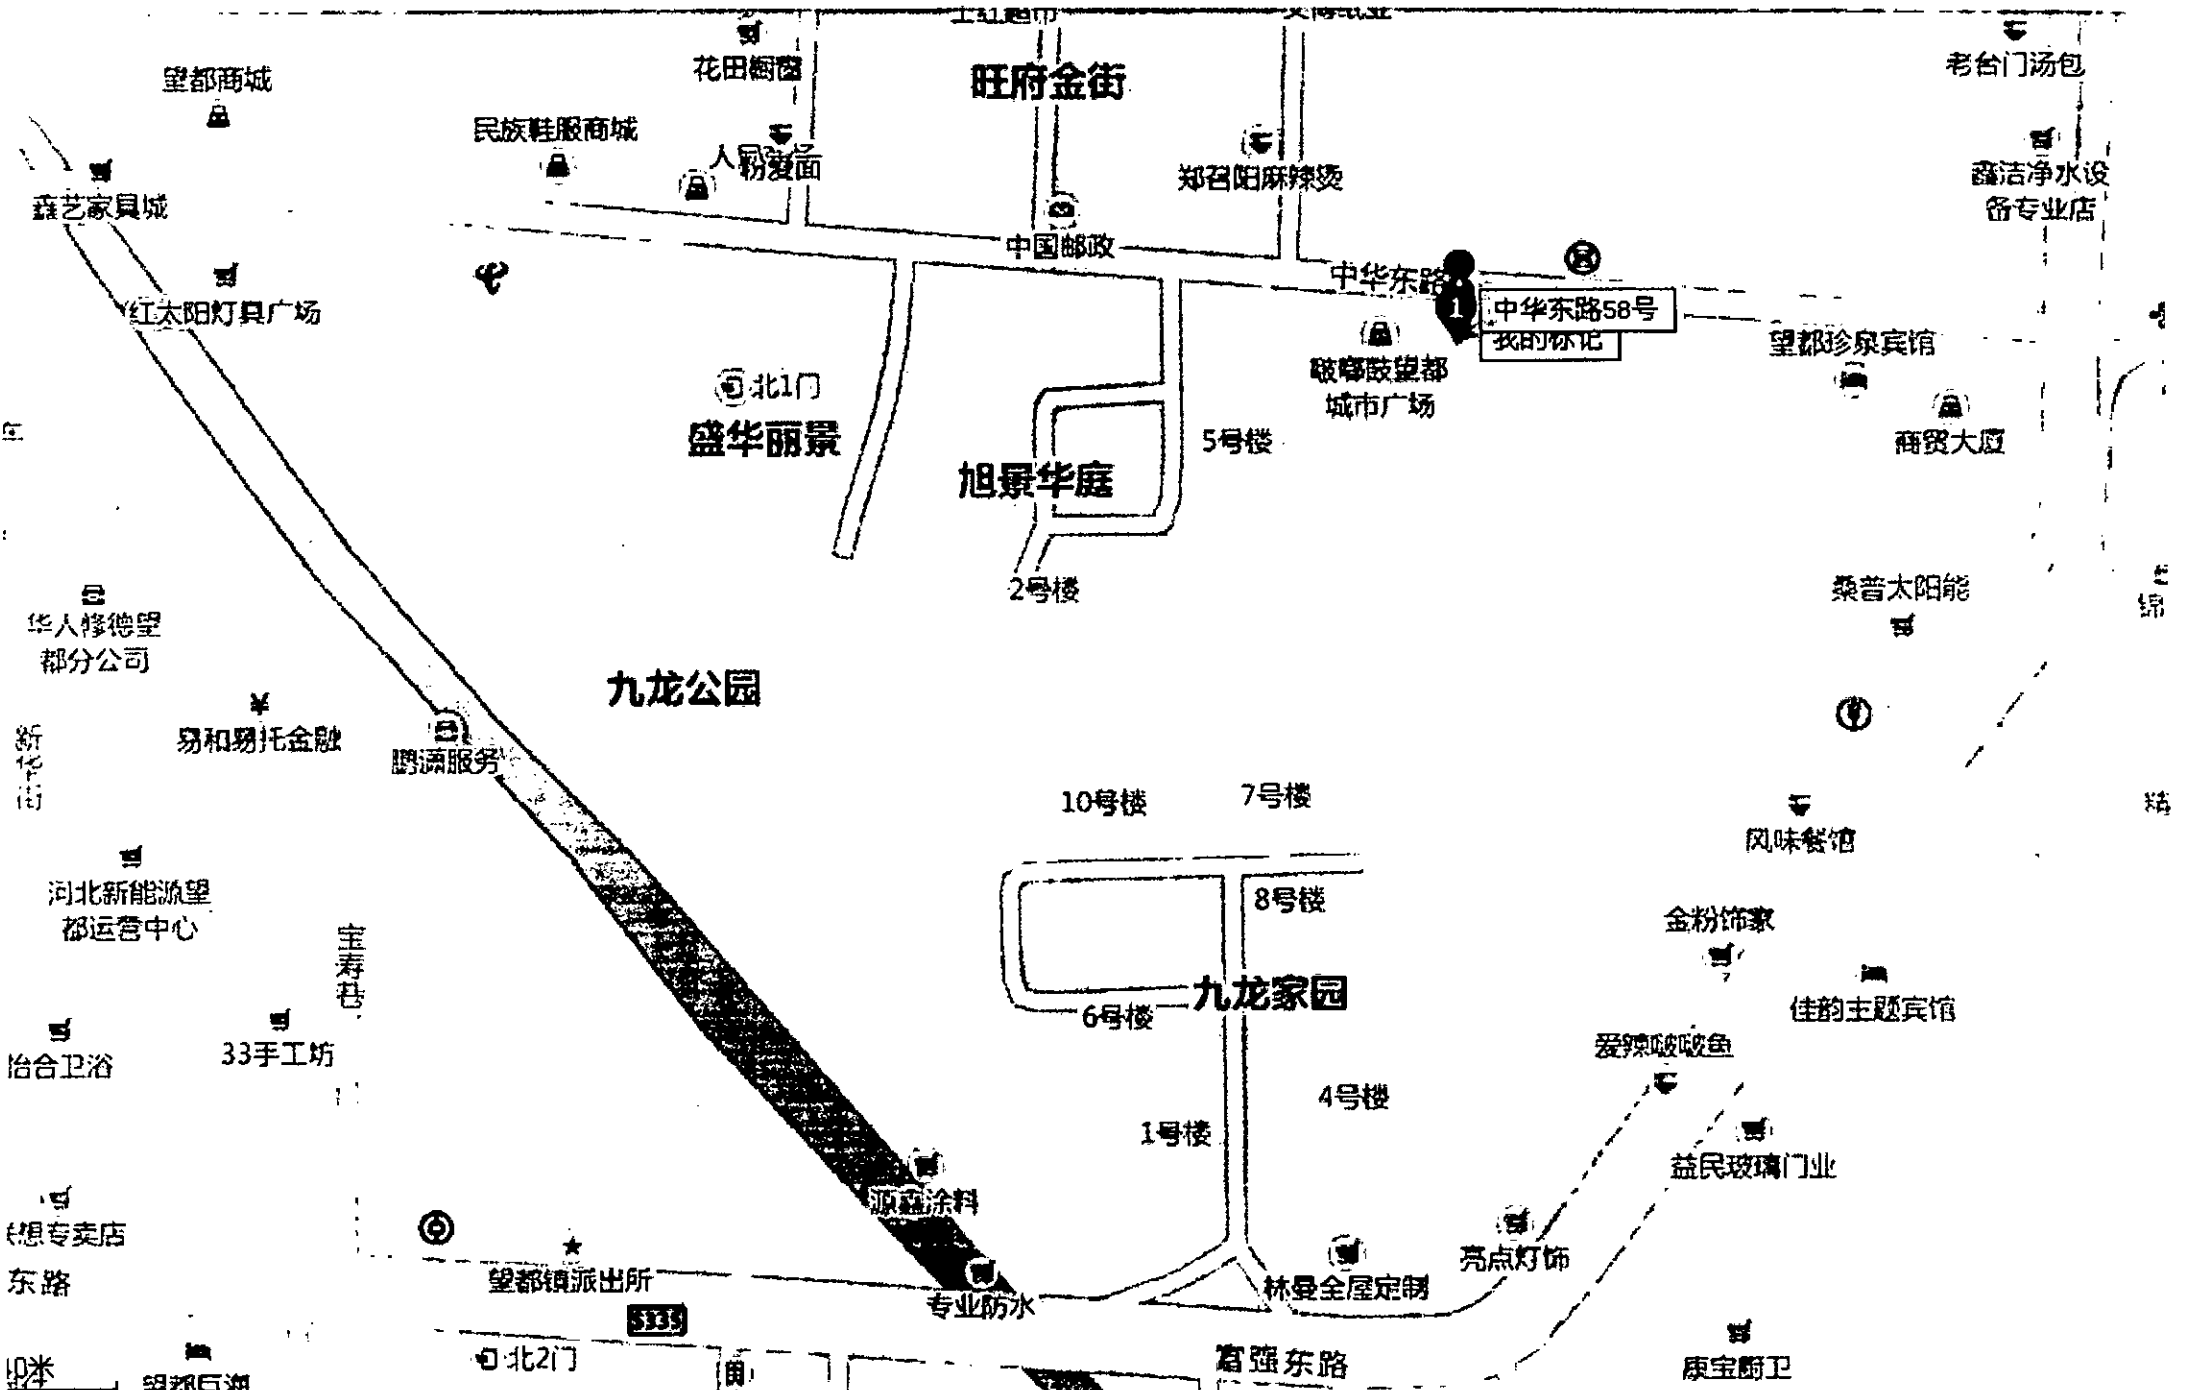 旺府金街
老台门汤包
望都商城
花田橱窗
民族鞋服商城
粉爱面
郑召阳麻辣烫
鑫洁净水设
备专业店
鑫艺家具城
中国邮政
中华东路
红太阳灯具广场
1
中华东路58号
我的标记
望都珍泉宾馆
啵嘟鼓望都
城市广场
北1门
盛华丽景
5号楼
商贸大厦
旭景华庭
2号楼
桑普太阳能
华人修德望
都分公司
九龙公园
易和易托金融
鹏潇服务
新华街
10号楼
7号楼
风味餐馆
河北新能源望
都运营中心
8号楼
金粉饰家
宝寿巷
九龙家园
6号楼
佳韵主题宾馆
怡合卫浴
33手工坊
爱辣啵啵鱼
4号楼
1号楼
益民玻璃门业
源鑫涂料
想专卖店
东路
望都镇派出所
亮点灯饰
林曼全屋定制
专业防水
S335
北2门
富强东路
康宝厨卫